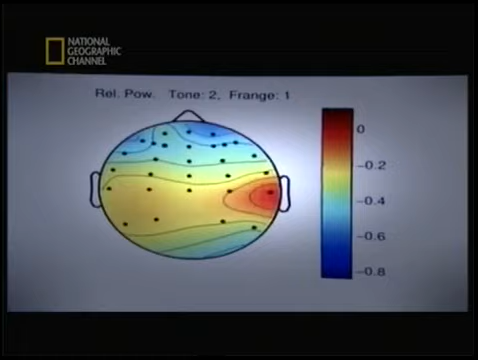 NATIONAL
GEOGRAPHIC
CHANNEL
Rel. Pow. Tone: 2, Frange: 1
0
-0.2
-0.4
-0.6
-0.8